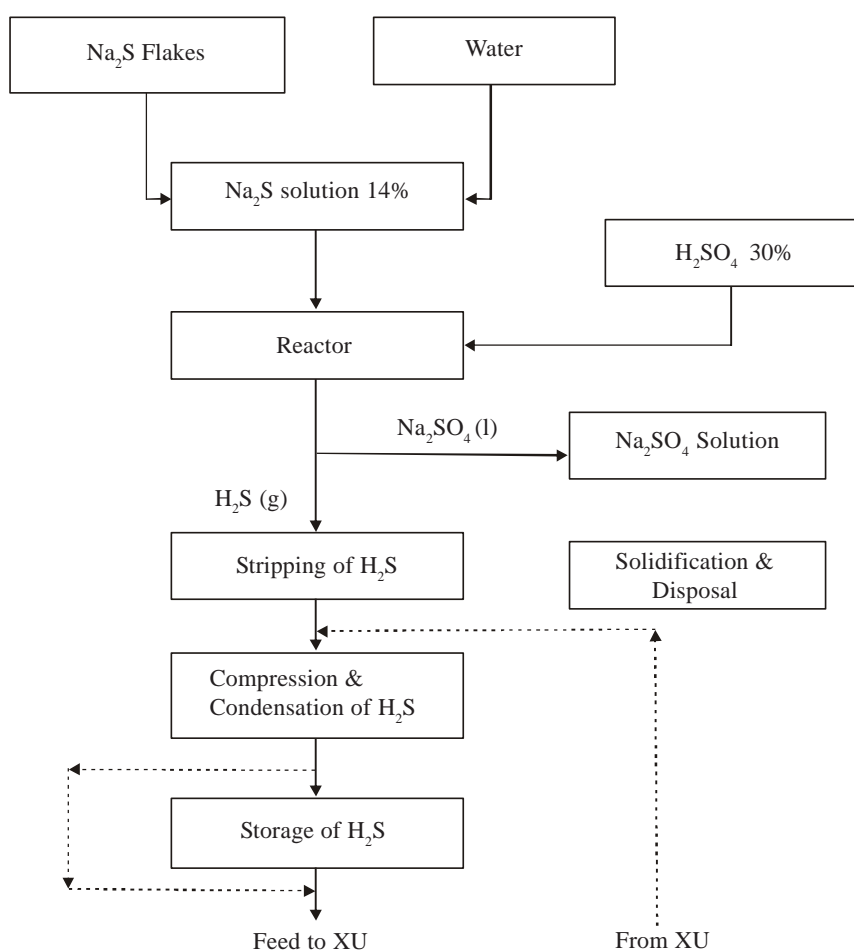 Na₂S Flakes
Water
Na₂S solution 14%
H₂SO₄ 30%
Reactor
Na₂SO₄ (l)
Na₂SO₄ Solution
H₂S (g)
Stripping of H₂S
Solidification &
Disposal
Compression &
Condensation of H₂S
Storage of H₂S
Feed to XU
From XU